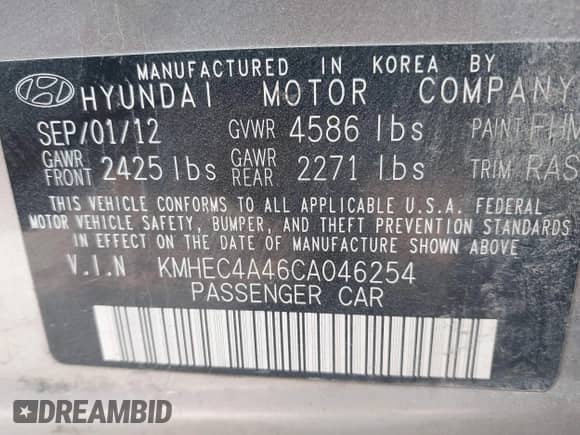 MANUFACTURED IN KOREA BY
HYUNDAI MOTOR COMPANY
SEP/01/12 GVWR 4586 lbs PAINT FHM
GAWR FRONT 2425 lbs GAWR REAR 2271 lbs TRIM RAS
THIS VEHICLE CONFORMS TO ALL APPLICABLE U.S.A. FEDERAL
MOTOR VEHICLE SAFETY, BUMPER, AND THEFT PREVENTION STANDARDS
IN EFFECT ON THE DATE OF MANUFACTURE SHOWN ABOVE
V.I.N KMHEC4A46CA046254
PASSENGER CAR
DREAMBID